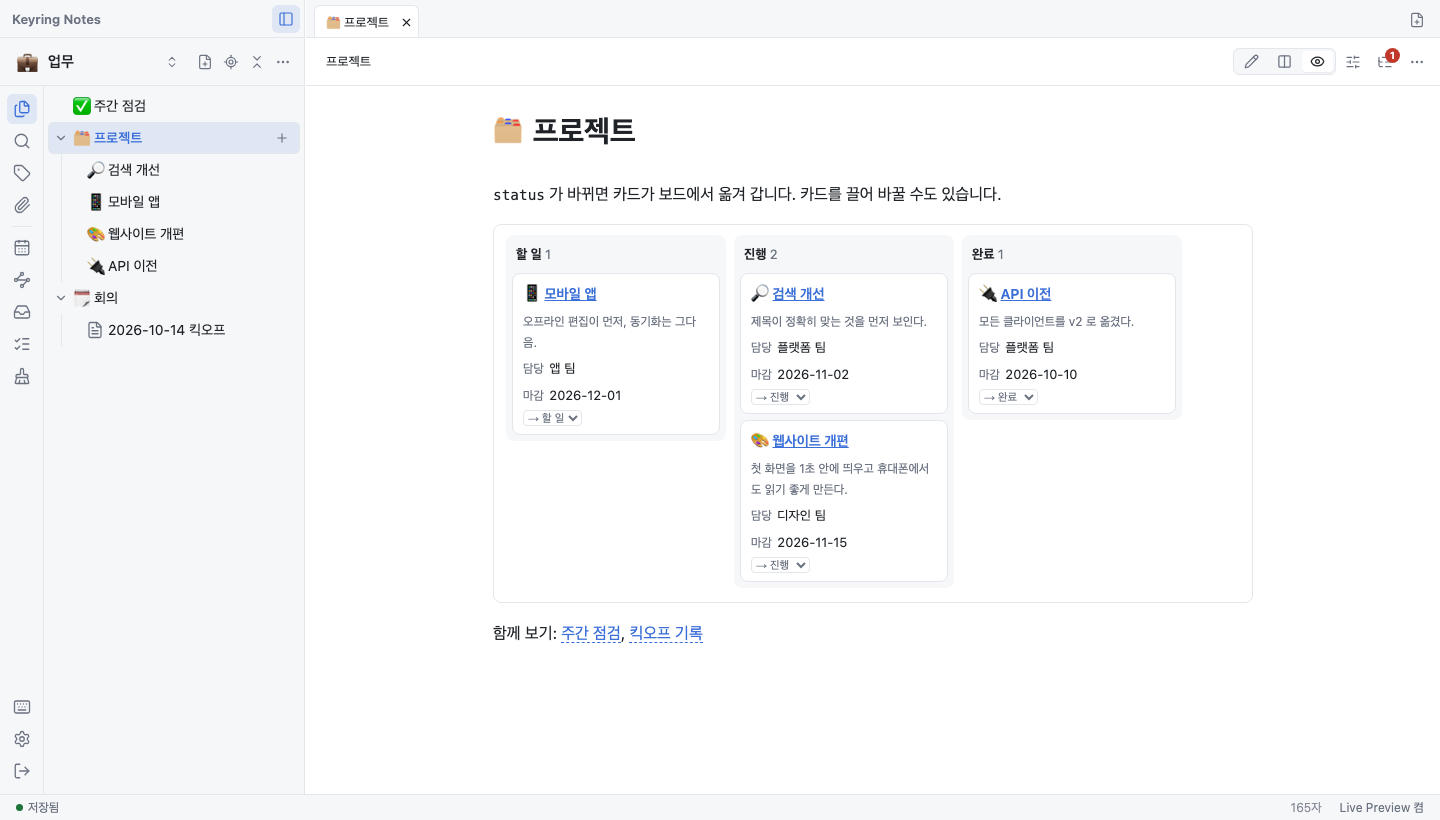 Keyring Notes
프로젝트
업무
프로젝트
1
주간 점검
프로젝트
검색 개선
모바일 앱
웹사이트 개편
API 이전
회의
2026-10-14 킥오프
프로젝트
status 가 바뀌면 카드가 보드에서 옮겨 갑니다. 카드를 끌어 바꿀 수도 있습니다.
할 일 1
모바일 앱
오프라인 편집이 먼저, 동기화는 그다
음.
담당 앱 팀
마감 2026-12-01
→ 할 일
진행 2
검색 개선
제목이 정확히 맞는 것을 먼저 보인다.
담당 플랫폼 팀
마감 2026-11-02
→ 진행
웹사이트 개편
첫 화면을 1초 안에 띄우고 휴대폰에서
도 읽기 좋게 만든다.
담당 디자인 팀
마감 2026-11-15
→ 진행
완료 1
API 이전
모든 클라이언트를 v2 로 옮겼다.
담당 플랫폼 팀
마감 2026-10-10
→ 완료
함께 보기: 주간 점검, 킥오프 기록
저장됨
165자
Live Preview 켬